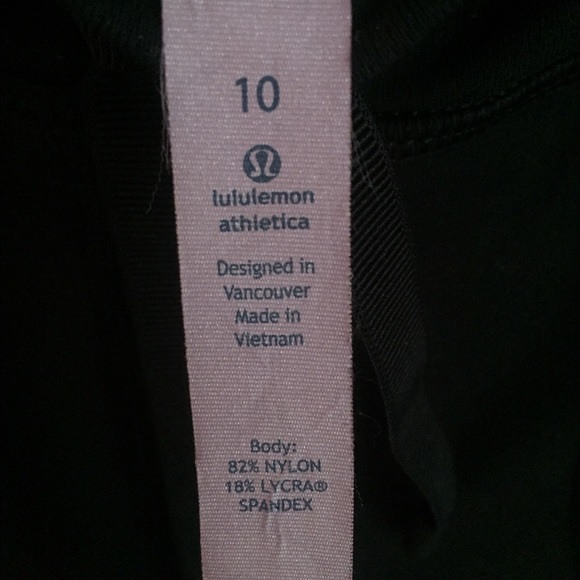 10
lululemon
athletica
Designed in
Vancouver
Made in
Vietnam
Body:
82% NYLON
18% LYCRA®
SPANDEX